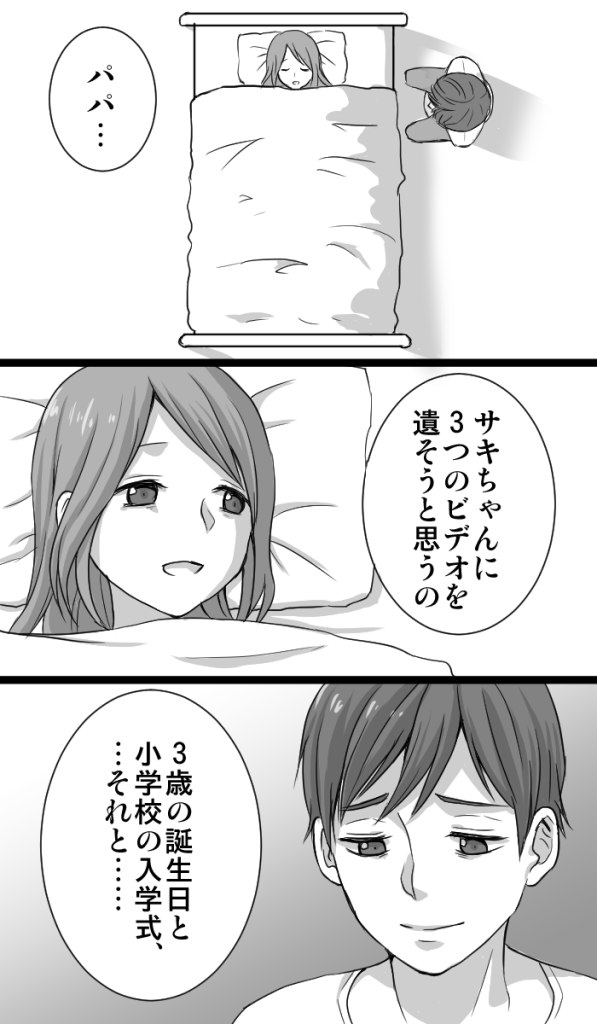 パパ…
サキちゃんに
3つのビデオを
遺そうと思うの
3歳の誕生日と
小学校の入学式、
…それと……